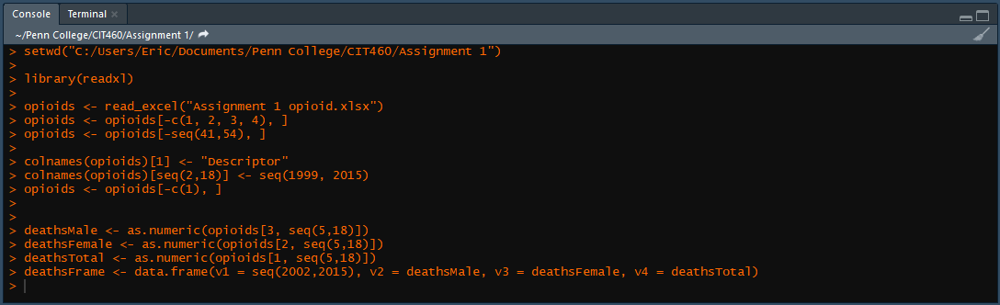 Console Terminal ×
~/Penn College/CIT460/Assignment 1/
> setwd("C:/Users/Eric/Documents/Penn College/CIT460/Assignment 1")
>
> library(readxl)
>
> opioids <- read_excel("Assignment 1 opioid.xlsx")
> opioids <- opioids[-c(1, 2, 3, 4), ]
> opioids <- opioids[-seq(41,54), ]
>
> colnames(opioids)[1] <- "Descriptor"
> colnames(opioids)[seq(2,18)] <- seq(1999, 2015)
> opioids <- opioids[-c(1), ]
>
>
> deathsMale <- as.numeric(opioids[3, seq(5,18)])
> deathsFemale <- as.numeric(opioids[2, seq(5,18)])
> deathsTotal <- as.numeric(opioids[1, seq(5,18)])
> deathsFrame <- data.frame(v1 = seq(2002,2015), v2 = deathsMale, v3 = deathsFemale, v4 = deathsTotal)
>